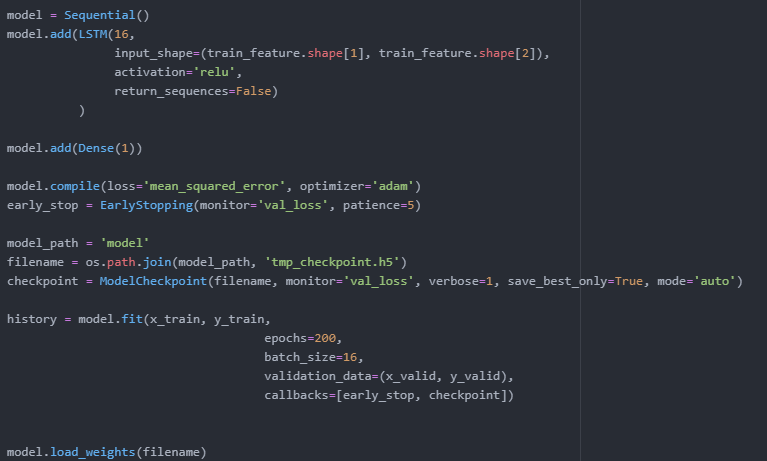 model = Sequential()
model.add(LSTM(16,
               input_shape=(train_feature.shape[1], train_feature.shape[2]),
               activation='relu',
               return_sequences=False)
          )
model.add(Dense(1))
model.compile(loss='mean_squared_error', optimizer='adam')
early_stop = EarlyStopping(monitor='val_loss', patience=5)
model_path = 'model'
filename = os.path.join(model_path, 'tmp_checkpoint.h5')
checkpoint = ModelCheckpoint(filename, monitor='val_loss', verbose=1, save_best_only=True, mode='auto')
history = model.fit(x_train, y_train,
                                    epochs=200,
                                    batch_size=16,
                                    validation_data=(x_valid, y_valid),
                                    callbacks=[early_stop, checkpoint])
model.load_weights(filename)